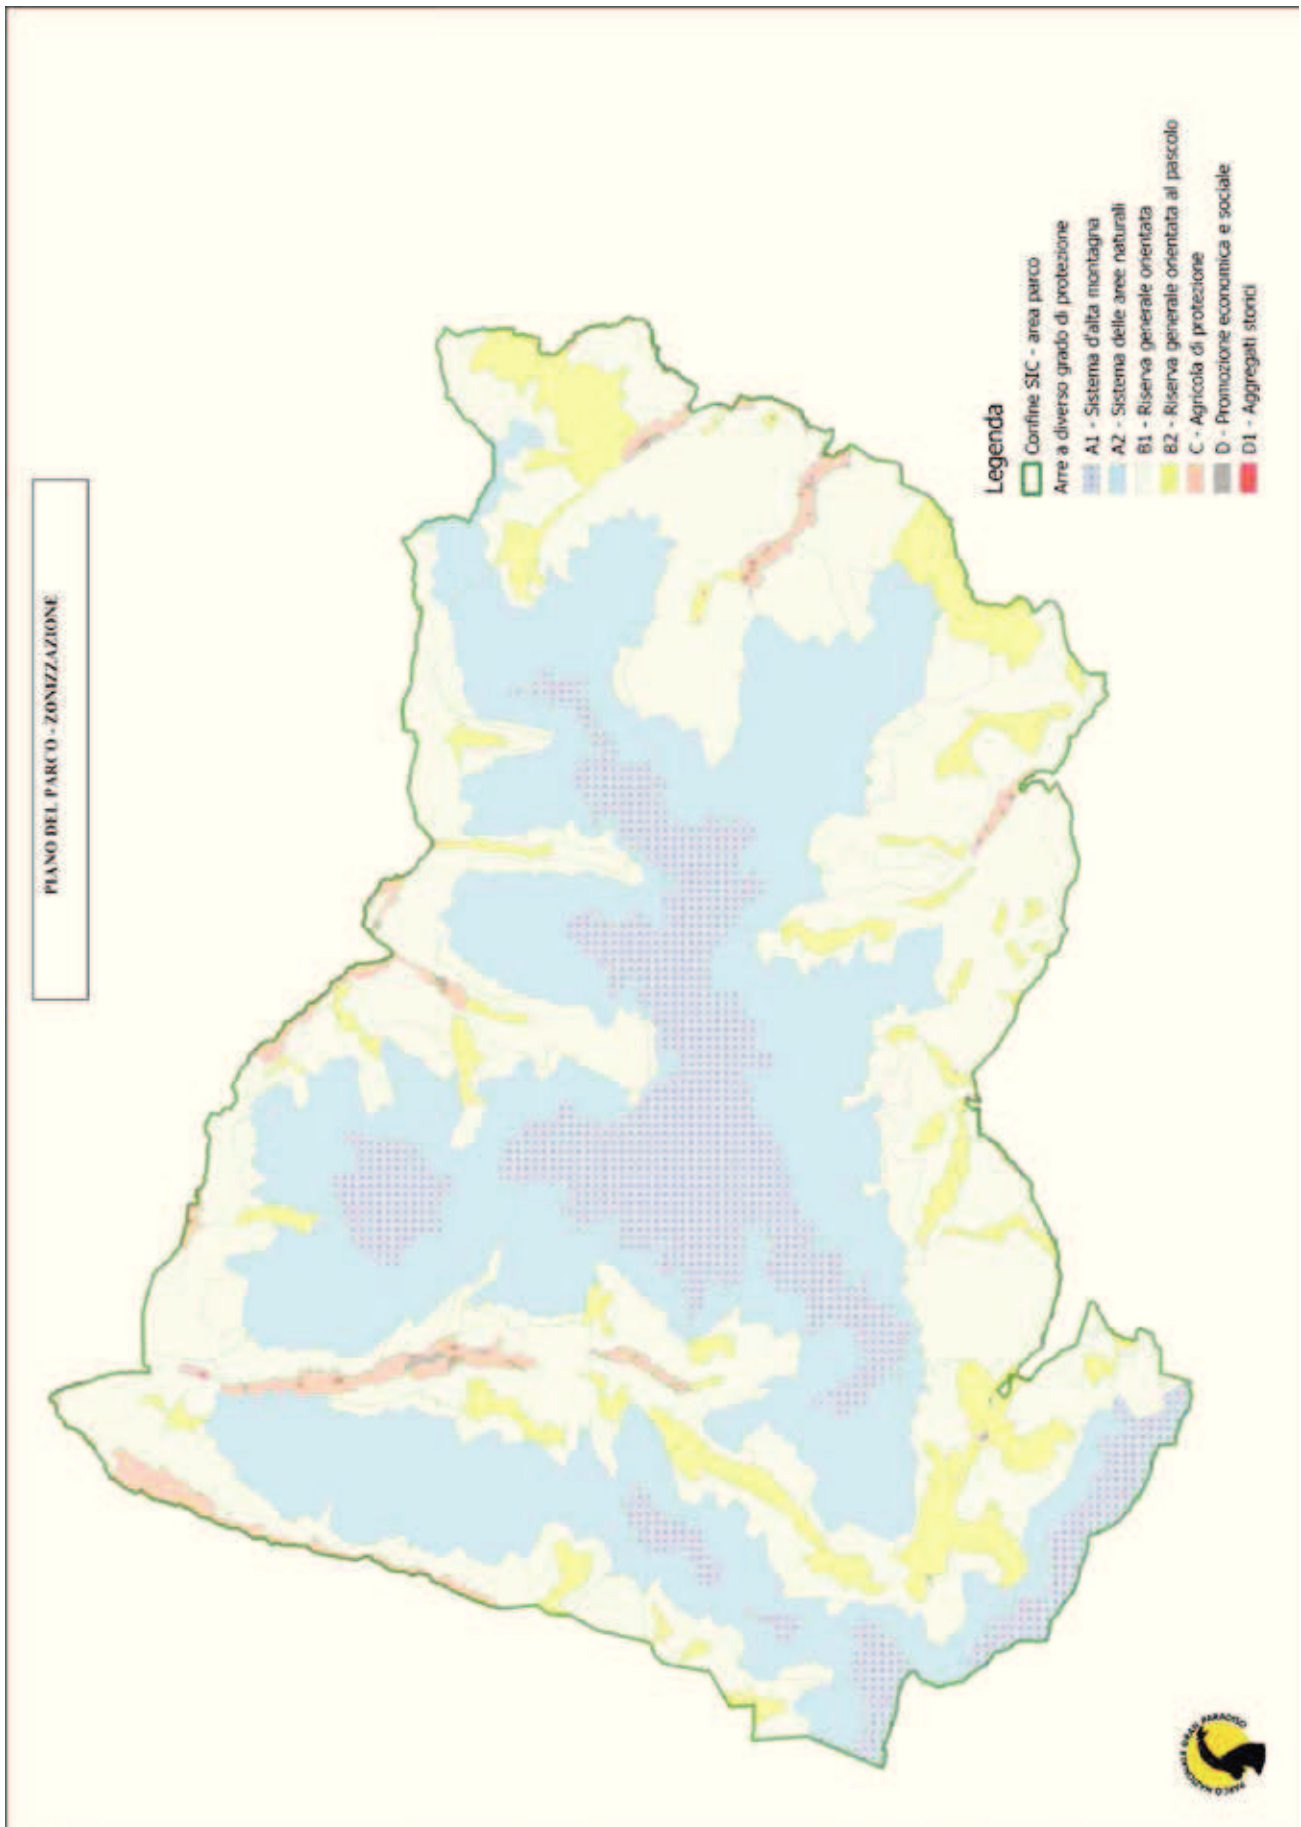 PIANO DEL PARCO - ZONIZZAZIONE
Legenda
Confine SIC - area parco
Arre a diverso grado di protezione
A1 - Sistema d'alta montagna
A2 - Sistema delle aree naturali
B1 - Riserva generale orientata
B2 - Riserva generale orientata al pascolo
C - Agricola di protezione
D - Promozione economica e sociale
D1 - Aggregati storici
PARCO NAZIONALE GRAN PARADISO